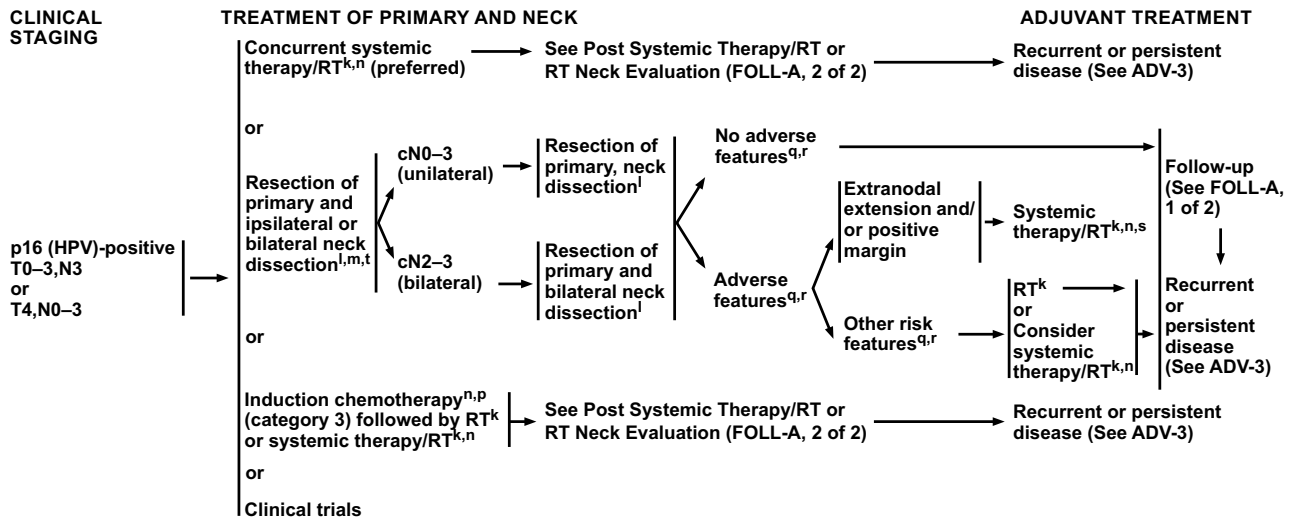 CLINICAL
STAGING
TREATMENT OF PRIMARY AND NECK
ADJUVANT TREATMENT
p16 (HPV)-positive
T0–3,N3
or
T4,N0–3
Concurrent systemic
therapy/RTk,n (preferred)
See Post Systemic Therapy/RT or
RT Neck Evaluation (FOLL-A, 2 of 2)
Recurrent or persistent
disease (See ADV-3)
or
Resection of
primary and
ipsilateral or
bilateral neck
dissectionl,m,t
cN0–3
(unilateral)
Resection of
primary, neck
dissectionl
cN2–3
(bilateral)
Resection of
primary and
bilateral neck
dissectionl
No adverse
featuresq,r
Adverse
featuresq,r
Extranodal
extension and/
or positive
margin
Systemic
therapy/RTk,n,s
Other risk
featuresq,r
RTk
or
Consider
systemic
therapy/RTk,n
Follow-up
(See FOLL-A,
1 of 2)
Recurrent
or
persistent
disease
(See ADV-3)
or
Induction chemotherapyn,p
(category 3) followed by RTk
or systemic therapy/RTk,n
See Post Systemic Therapy/RT or
RT Neck Evaluation (FOLL-A, 2 of 2)
Recurrent or persistent
disease (See ADV-3)
or
Clinical trials